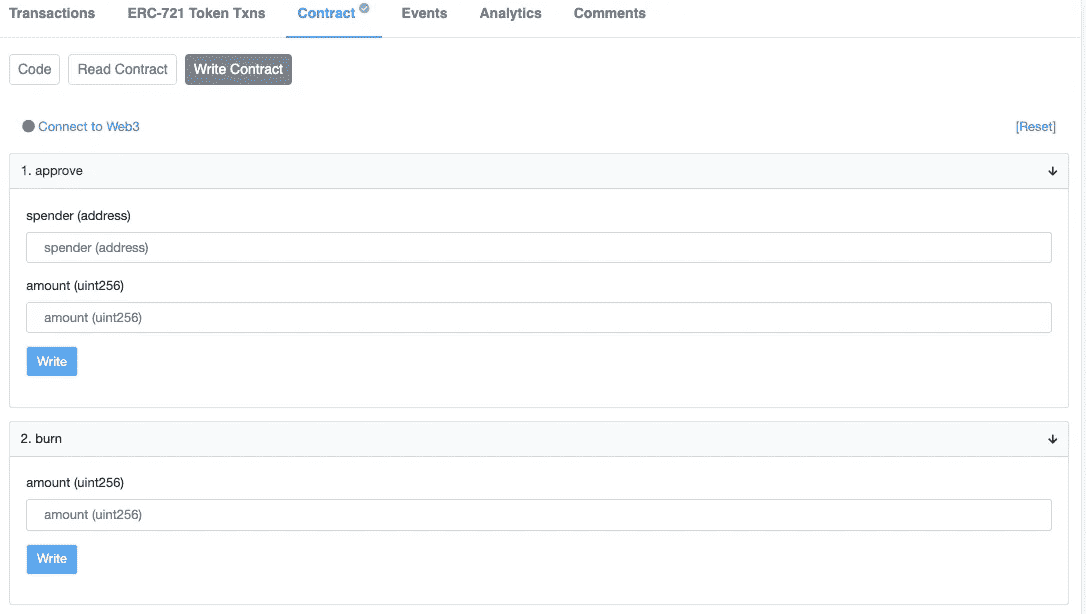 Transactions ERC-721 Token Txns Contract Events Analytics Comments
Code Read Contract Write Contract
Connect to Web3 [Reset]
1. approve
spender (address)
spender (address)
amount (uint256)
amount (uint256)
Write
2. burn
amount (uint256)
amount (uint256)
Write